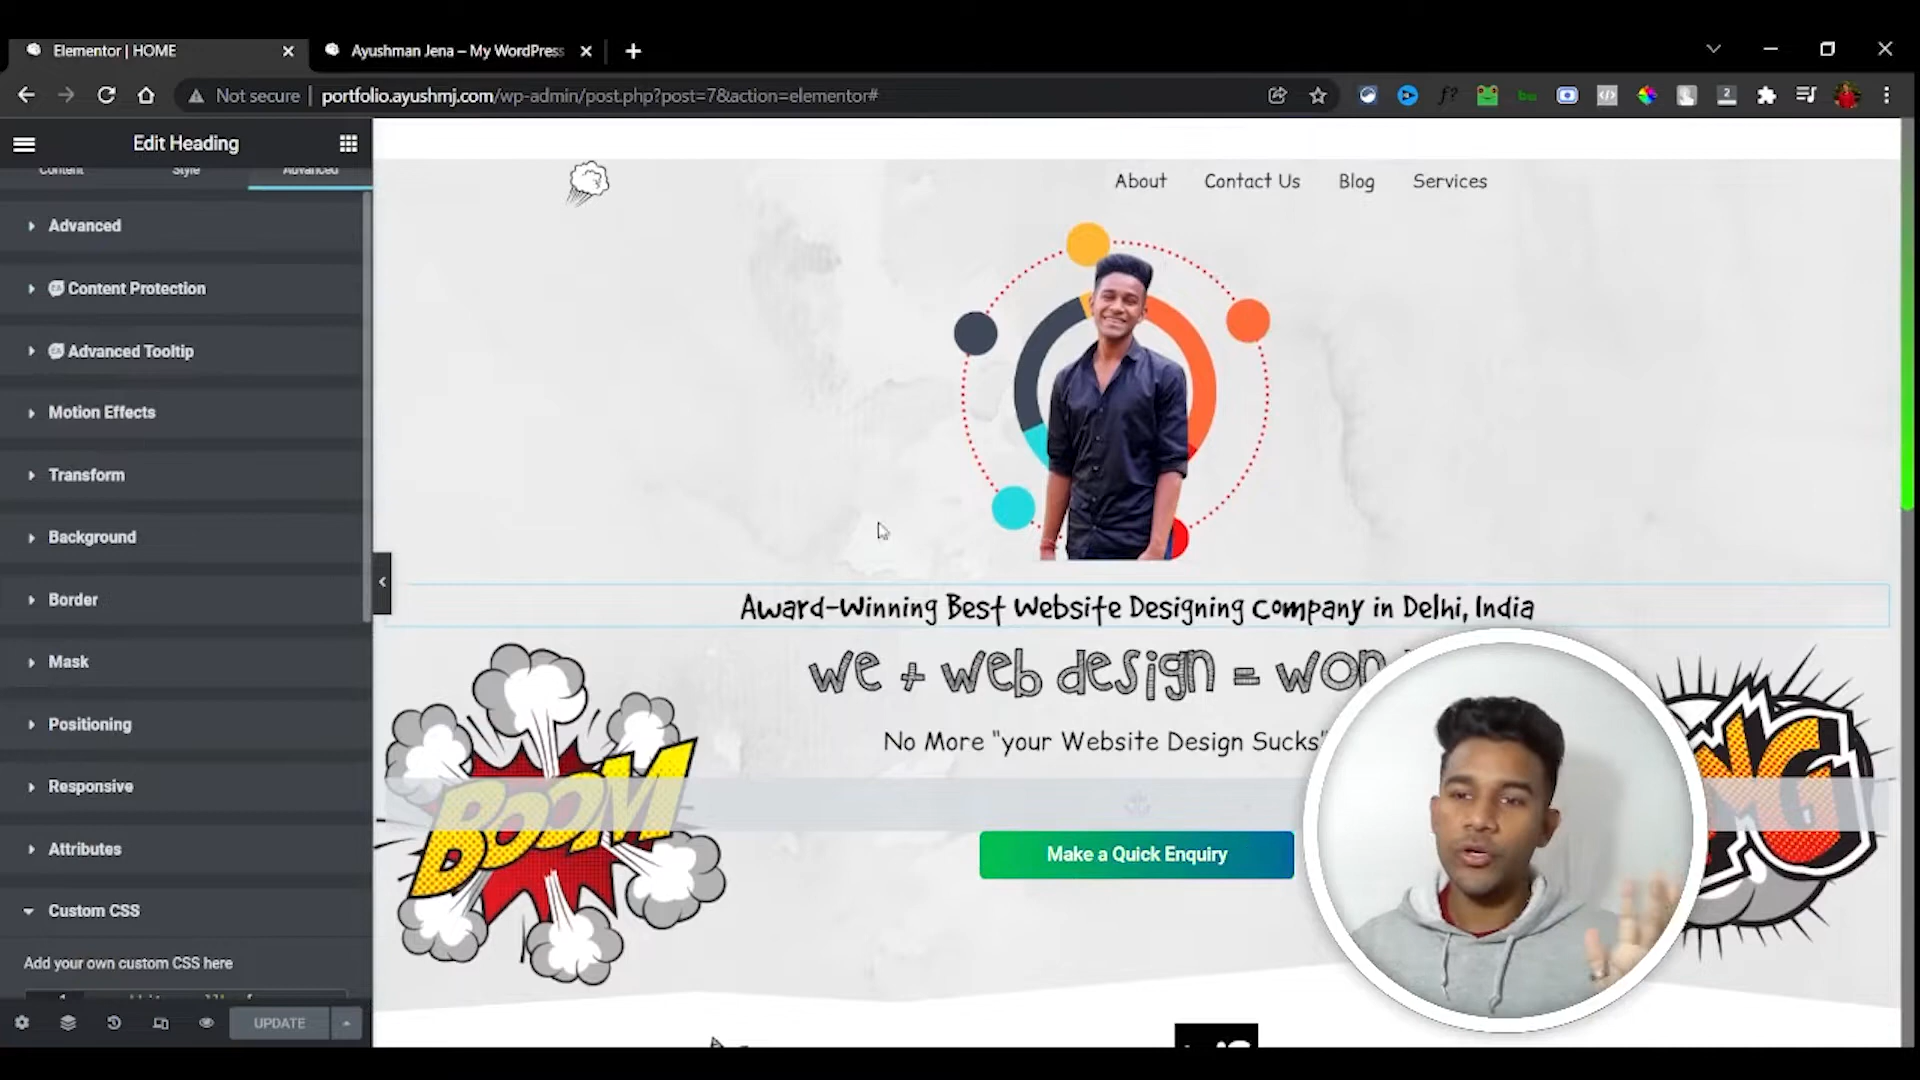 Elementor | HOME
Ayushman Jena – My WordPress
Not secure
portfolio.ayushmj.com/wp-admin/post.php?post=7&action=elementor#
Edit Heading
Content Style Advanced
Advanced
Content Protection
Advanced Tooltip
Motion Effects
Transform
Background
Border
Mask
Positioning
Responsive
Attributes
Custom CSS
Add your own custom CSS here
UPDATE
About Contact Us Blog Services
Award-Winning Best Website Designing Company in Delhi, India
we + web design =
No More "your Website Design Sucks"
BOOM
Make a Quick Enquiry